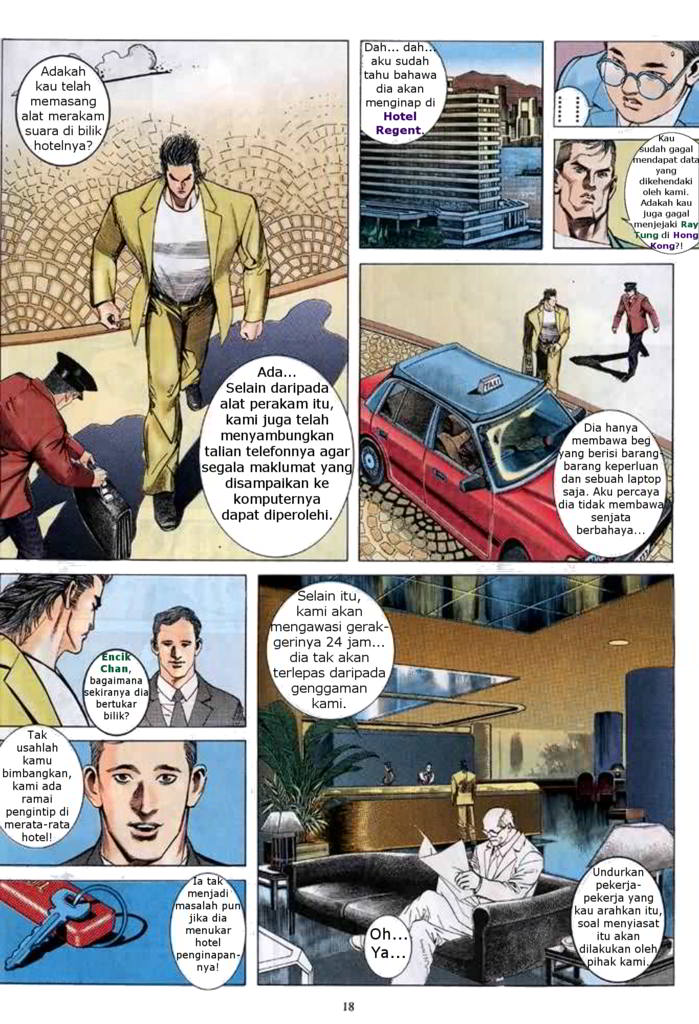 Adakah
kau telah
memasang
alat merakam
suara di bilik
hotelnya?
Ada...
Selain daripada
alat perakam itu,
kami juga telah
menyambungkan
talian telefonnya agar
segala maklumat yang
disampaikan ke
komputernya
dapat diperolehi.
Dah... dah...
aku sudah
tahu bahawa
dia akan
menginap di
Hotel
Regent.
Kau
sudah gagal
mendapat data
yang
dikehendaki
oleh kami.
Adakah kau
juga gagal
menjejaki Ray
Tung di Hong
Kong?!
TAXI
Dia hanya
membawa beg
yang berisi barang-
barang keperluan
dan sebuah laptop
saja. Aku percaya
dia tidak membawa
senjata
berbahaya...
Encik
Chan,
bagaimana
sekiranya dia
bertukar
bilik?
Tak
usahlah
kamu
bimbangkan,
kami ada
ramai
pengintip di
merata-rata
hotel!
Ia tak
menjadi
masalah pun
jika dia
menukar
hotel
penginapan-
nya!
Selain itu,
kami akan
mengawasi gerak-
gerinya 24 jam...
dia tak akan
terlepas daripada
genggaman
kami.
Oh...
Ya...
Undurkan
pekerja-
pekerja yang
kau arahkan itu,
soal menyiasat
itu akan
dilakukan oleh
pihak kami.
18